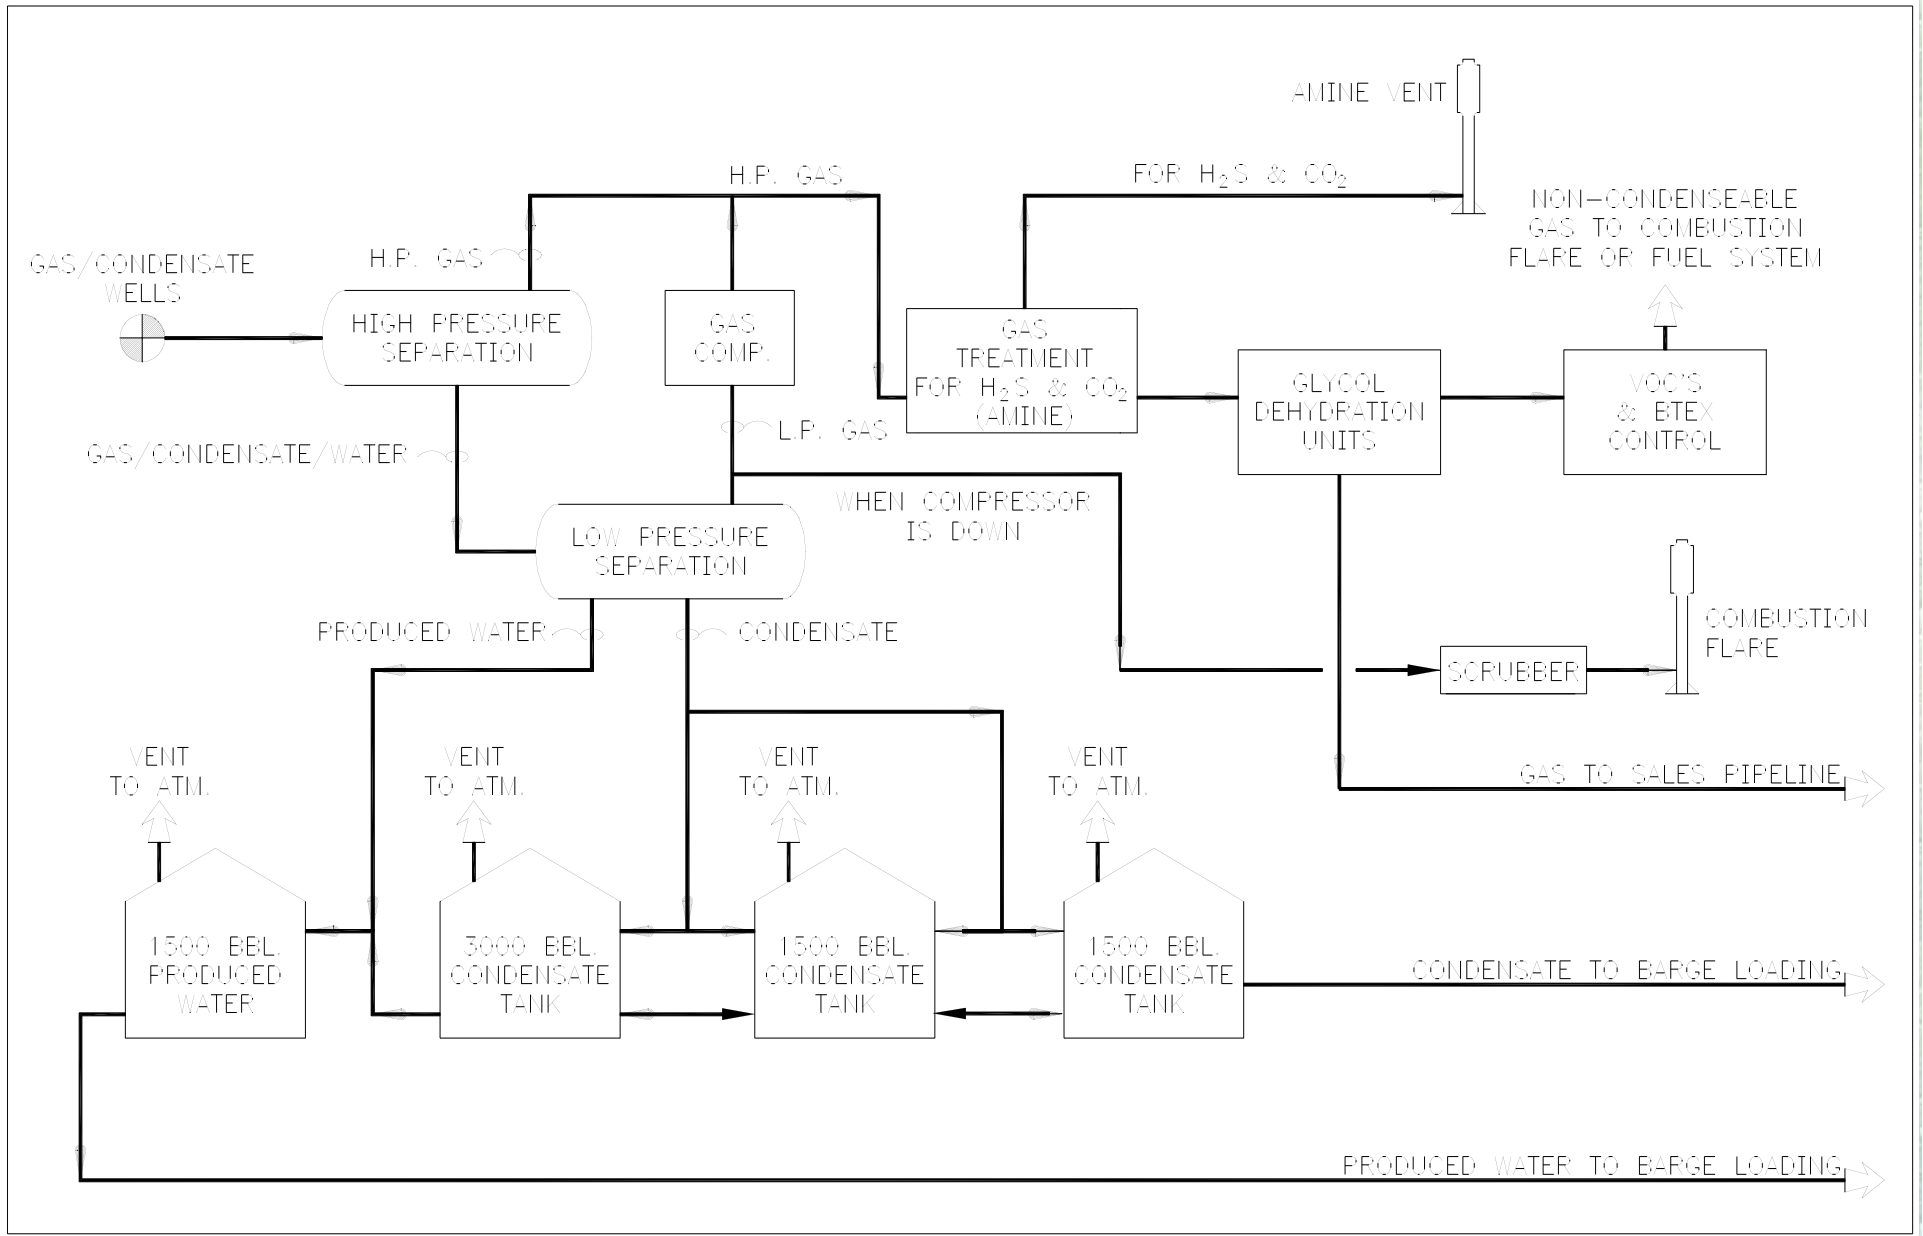 AMINE VENT
H.P. GAS
FOR H₂S & CO₂
NON-CONDENSEABLE
GAS TO COMBUSTION
FLARE OR FUEL SYSTEM
H.P. GAS
GAS/CONDENSATE
WELLS
HIGH PRESSURE
SEPARATION
GAS
COMP.
GAS
TREATMENT
FOR H₂S & CO₂
(AMINE)
GLYCOL
DEHYDRATION
UNITS
VOC'S
& BTEX
CONTROL
L.P. GAS
GAS/CONDENSATE/WATER
WHEN COMPRESSOR
IS DOWN
LOW PRESSURE
SEPARATION
PRODUCED WATER
CONDENSATE
COMBUSTION
FLARE
SCRUBBER
VENT
TO ATM.
VENT
TO ATM.
VENT
TO ATM.
VENT
TO ATM.
GAS TO SALES PIPELINE
1500 BBL.
PRODUCED
WATER
3000 BBL.
CONDENSATE
TANK
1500 BBL.
CONDENSATE
TANK
1500 BBL.
CONDENSATE
TANK
CONDENSATE TO BARGE LOADING
PRODUCED WATER TO BARGE LOADING